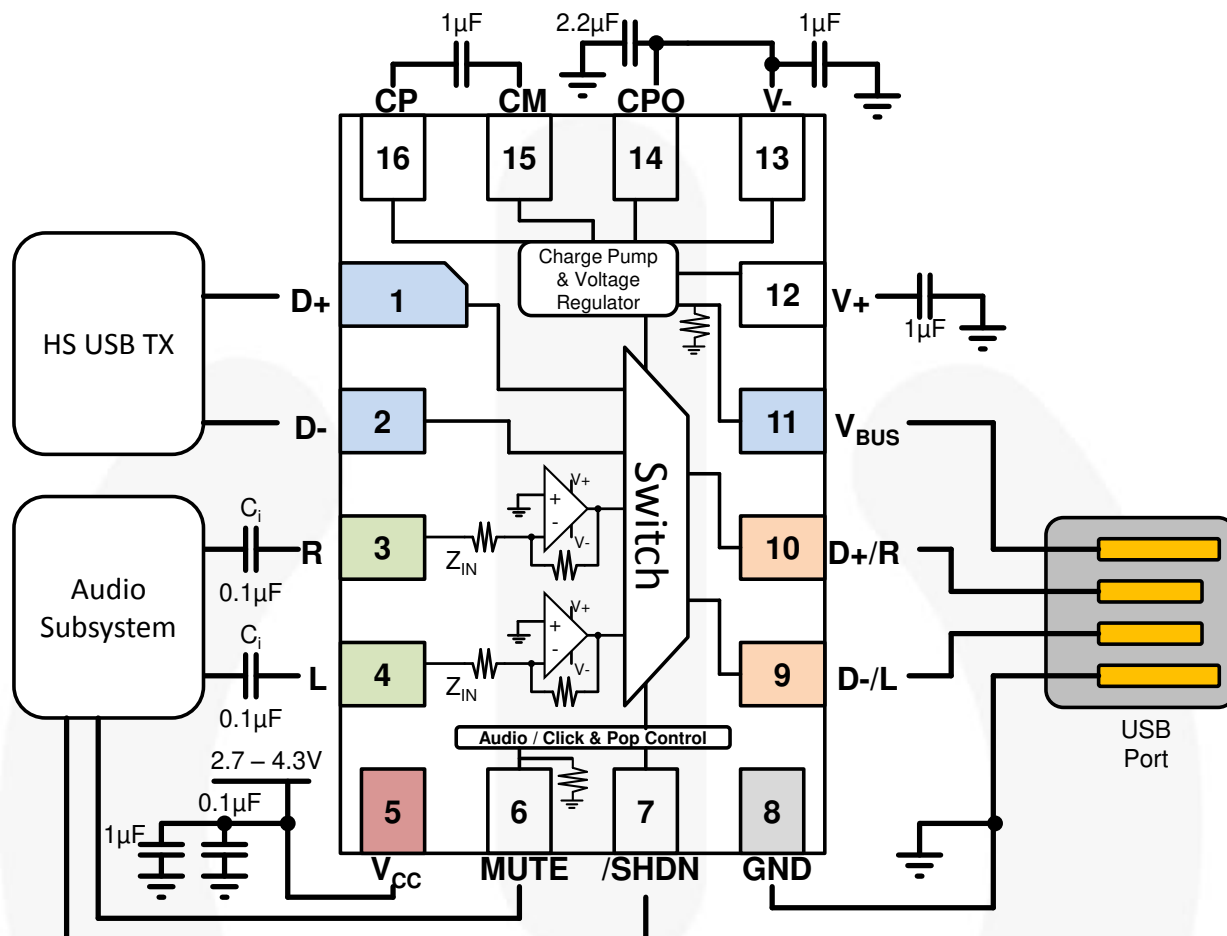 1µF
2.2µF
1µF
CP
CM
CPO
V-
16
15
14
13
Charge Pump
& Voltage
Regulator
HS USB TX
D+
1
12
V+
1µF
D-
2
11
VBUS
Switch
V+
+
-
V-
Audio
Subsystem
Ci
0.1µF
R
3
ZIN
10
D+/R
V+
+
-
V-
Ci
0.1µF
L
4
ZIN
9
D-/L
USB
Port
Audio / Click & Pop Control
2.7 – 4.3V
0.1µF
1µF
5
6
7
8
VCC
MUTE
/SHDN
GND